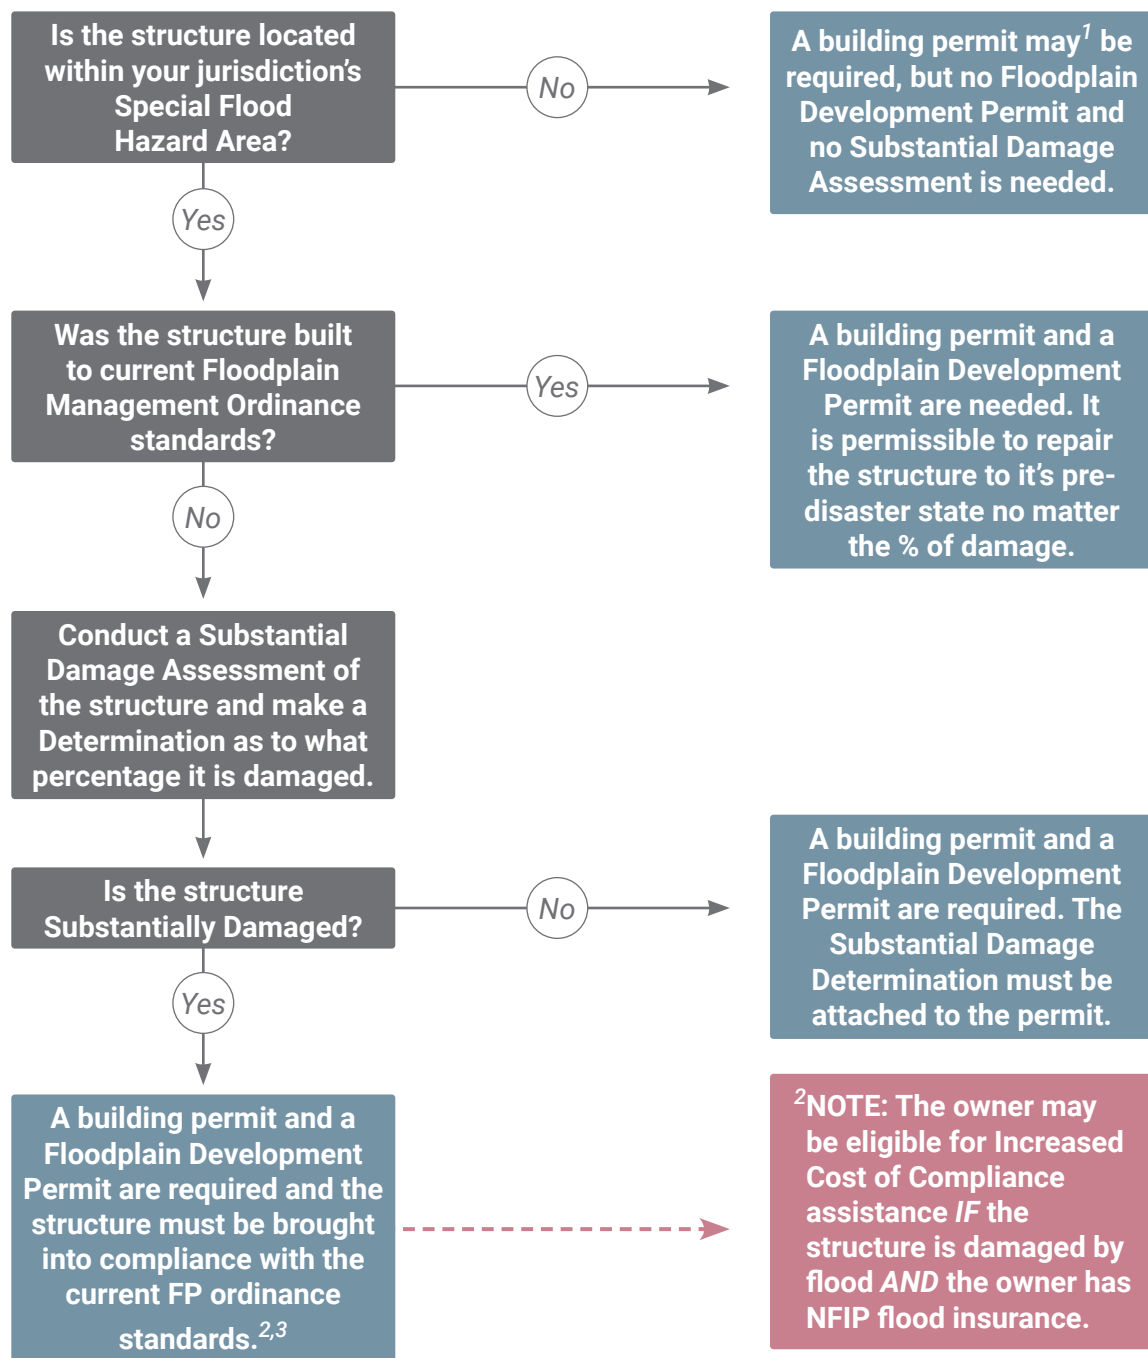 Is the structure located
within your jurisdiction’s
Special Flood
Hazard Area?
No
A building permit may¹ be
required, but no Floodplain
Development Permit and
no Substantial Damage
Assessment is needed.
Yes
Was the structure built
to current Floodplain
Management Ordinance
standards?
Yes
A building permit and a
Floodplain Development
Permit are needed. It
is permissible to repair
the structure to it’s pre-
disaster state no matter
the % of damage.
No
Conduct a Substantial
Damage Assessment of
the structure and make a
Determination as to what
percentage it is damaged.
Is the structure
Substantially Damaged?
No
A building permit and a
Floodplain Development
Permit are required. The
Substantial Damage
Determination must be
attached to the permit.
Yes
A building permit and a
Floodplain Development
Permit are required and the
structure must be brought
into compliance with the
current FP ordinance
standards.²,³
²NOTE: The owner may
be eligible for Increased
Cost of Compliance
assistance IF the
structure is damaged by
flood AND the owner has
NFIP flood insurance.